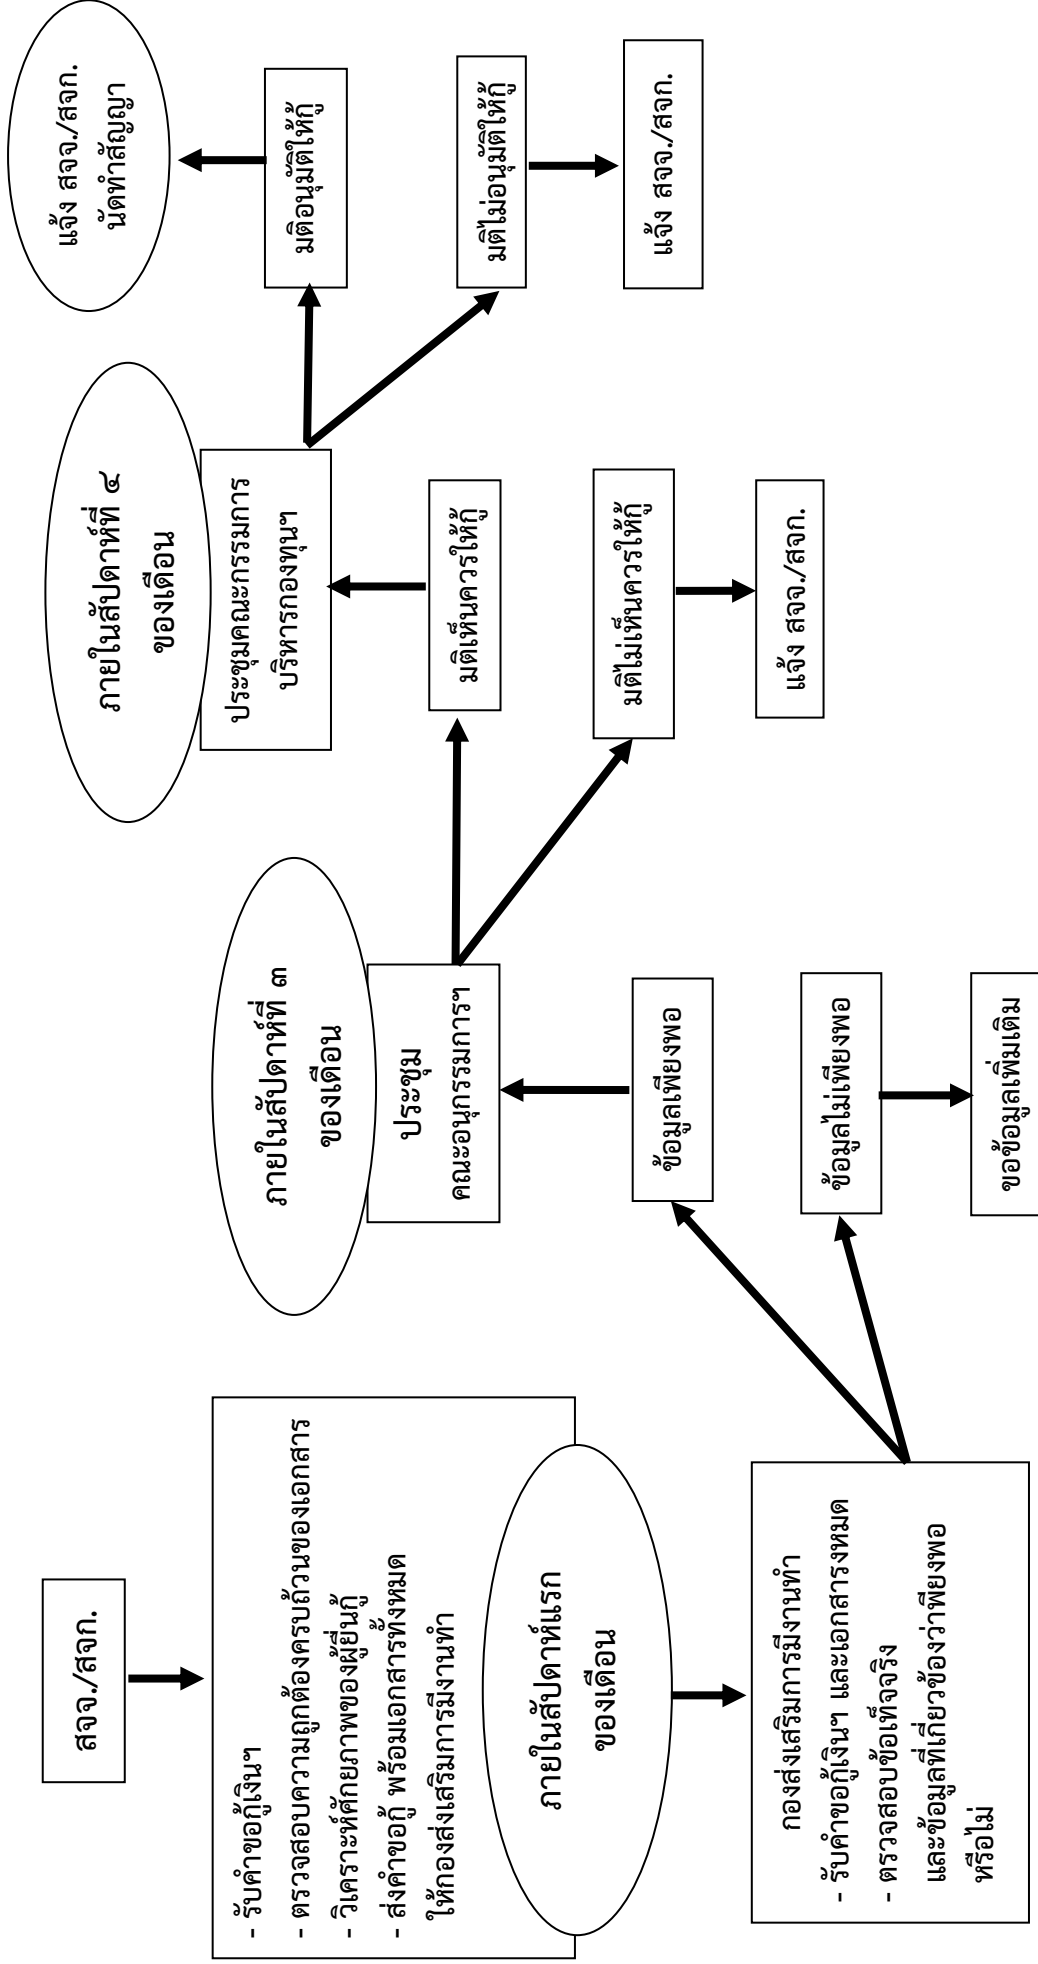 สจจ./สจก.
- รับคำขอกู้เงินฯ
- ตรวจสอบความถูกต้องครบถ้วนของเอกสาร
- วิเคราะห์ศักยภาพของผู้ยื่นกู้
- ส่งคำขอกู้ พร้อมเอกสารทั้งหมด
ให้กองส่งเสริมการมีงานทำ
ภายในสัปดาห์แรก
ของเดือน
กองส่งเสริมการมีงานทำ
- รับคำขอกู้เงินฯ และเอกสารงหมด
- ตรวจสอบข้อเท็จจริง
และข้อมูลที่เกี่ยวข้องว่าพียงพอ
หรือไม่
ภายในสัปดาห์ที่ ๓
ของเดือน
ประชุม
คณะอนุกรรมการฯ
ข้อมูลเพียงพอ
ข้อมูลไม่เพียงพอ
ขอข้อมูลเพิ่มเติม
ภายในสัปดาห์ที่ ๔
ของเดือน
ประชุมคณะกรรมการ
บริหารกองทุนฯ
มติเห็นควรให้กู้
มติไม่เห็นควรให้กู้
แจ้ง สจจ./สจก.
แจ้ง สจจ./สจก.
นัดทำสัญญา
มติอนุมัติให้กู้
มติไม่อนุมัติให้กู้
แจ้ง สจจ./สจก.